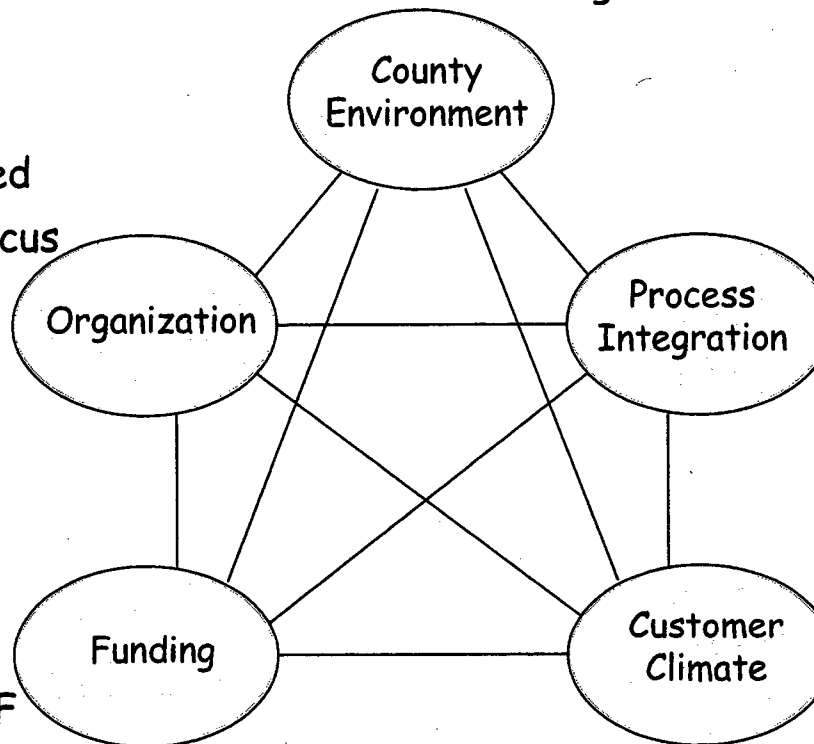 County
Environment
Organization
Process
Integration
Funding
Customer
Climate